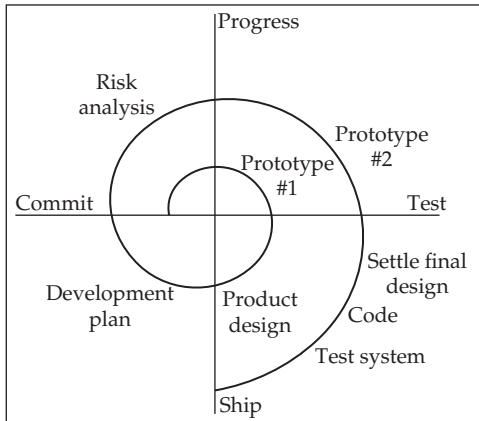 Progress
Risk
analysis
Prototype
#2
Prototype
#1
Commit
Test
Settle final
design
Development
plan
Product
design
Code
Test system
Ship